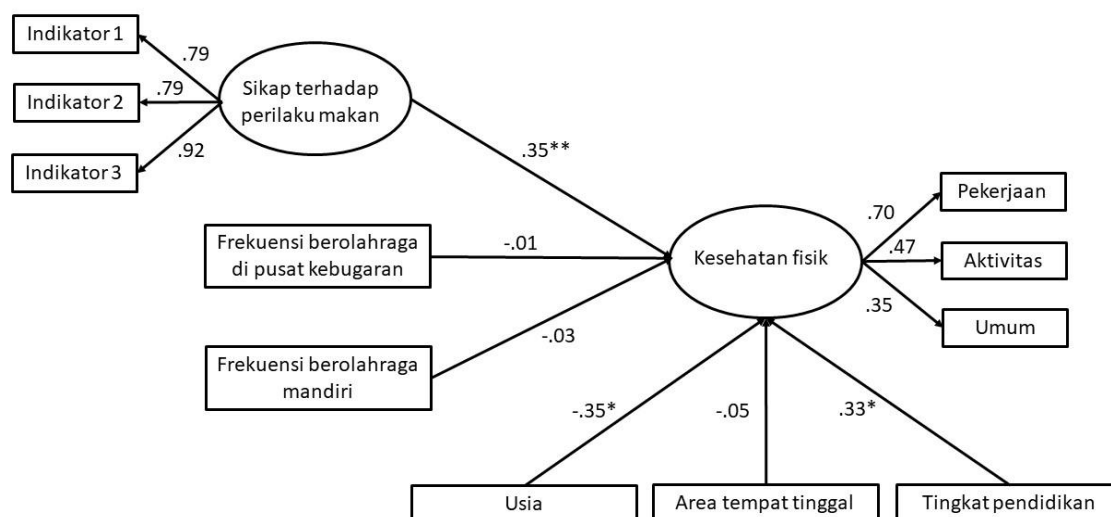 Indikator 1
.79
Indikator 2
.79
Indikator 3
.92
Sikap terhadap
perilaku makan
.35**
Frekuensi berolahraga
di pusat kebugaran
-.01
Frekuensi berolahraga
mandiri
-.03
Kesehatan fisik
.70
Pekerjaan
.47
Aktivitas
.35
Umum
-.35*
-.05
.33*
Usia
Area tempat tinggal
Tingkat pendidikan